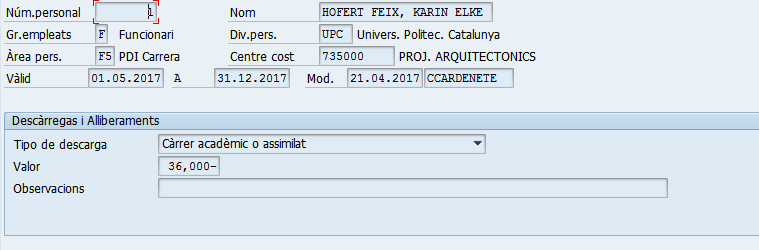 Núm.personal 1 Nom HOFERT FEIX, KARIN ELKE
Gr.empleats F Funcionari Div.pers. UPC Univers. Politec. Catalunya
Àrea pers. F5 PDI Carrera Centre cost 735000 PROJ. ARQUITECTONICS
Vàlid 01.05.2017 A 31.12.2017 Mod. 21.04.2017 CCARDENETE
Descàrregas i Alliberaments
Tipo de descarga Càrrer acadèmic o assimilat
Valor 36,000-
Observacions